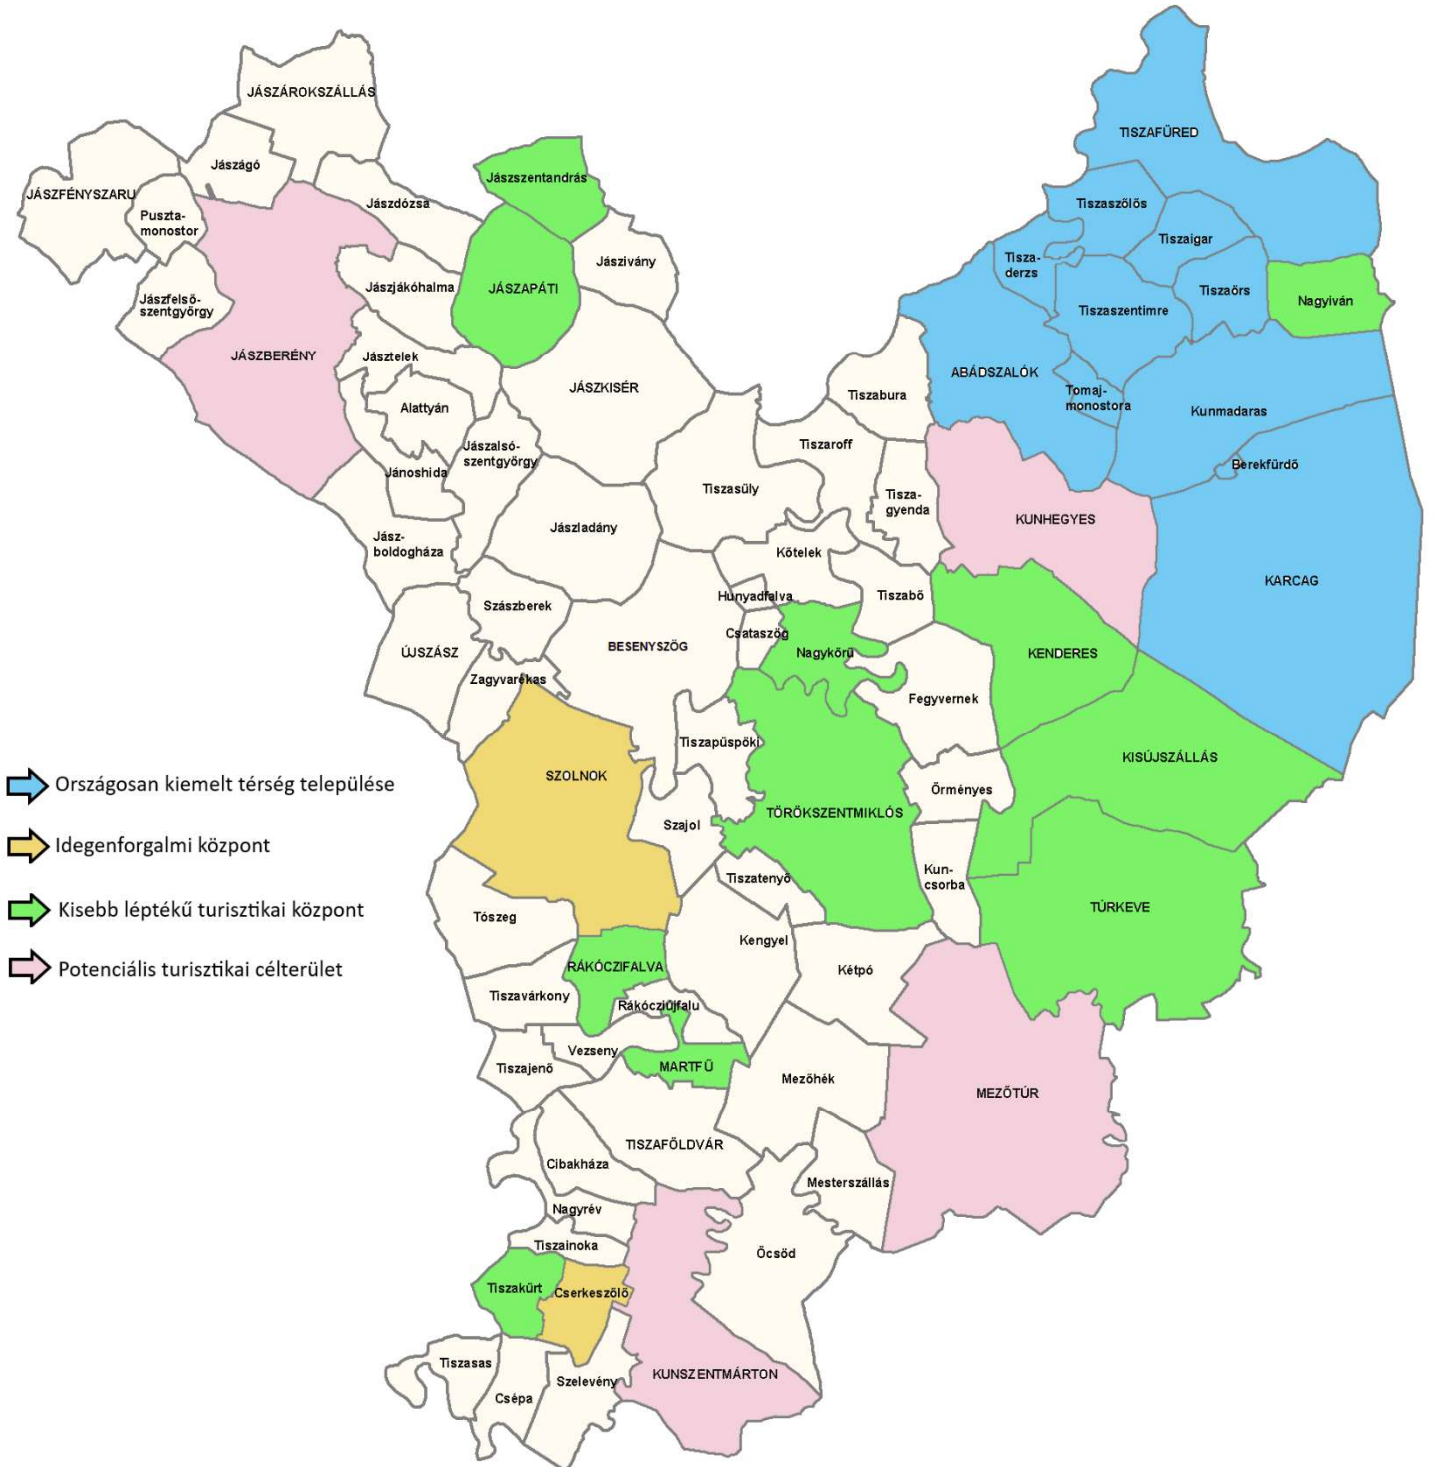 JÁSZÁROKSZÁLLÁS
TISZAFÜRED
Jászágó
Jászszentandrás
JÁSZFÉNYSZARU
Jászdózsa
Tiszaszőlős
Puszta-
monostor
Tiszaigar
Jászivány
Tisza-
derzs
Jászjákóhalma
JÁSZAPÁTI
Tiszaörs
Nagyiván
Jászfelső-
szentgyörgy
Tiszaszentimre
JÁSZBERÉNY
Jásztelek
ABÁDSZALÓK
JÁSZKISÉR
Tiszabura
Tomaj-
monostora
Alattyán
Kunmadaras
Tiszaroff
Jászalsó-
szentgyörgy
Berekfürdő
Jánoshida
Tiszasüly
Tisza-
gyenda
KUNHEGYES
Jászladány
Jász-
boldogháza
Kőtelek
KARCAG
Hunyadfalva
Tiszabő
Szászberek
Csataszög
BESENYSZÖG
ÚJSZÁSZ
Nagykörű
KENDERES
Zagyvarékas
Fegyvernek
Tiszapüspöki
KISÚJSZÁLLÁS
SZOLNOK
Országosan kiemelt térség települése
Örményes
TÖRÖKSZENTMIKLÓS
Szajol
Idegenforgalmi központ
Tiszatenyő
Kun-
csorba
TÚRKEVE
Kisebb léptékű turisztikai központ
Tószeg
Kengyel
RÁKÓCZIFALVA
Kétpó
Potenciális turisztikai célterület
Tiszavárkony
Rákócziújfalu
Vezseny
Tiszajenő
MARTFŰ
Mezőhék
MEZŐTÚR
TISZAFÖLDVÁR
Cibakháza
Mesterszállás
Nagyrév
Tiszainoka
Öcsöd
Tiszakürt
Cserkeszőlő
Tiszasas
KUNSZENTMÁRTON
Szelevény
Csépa